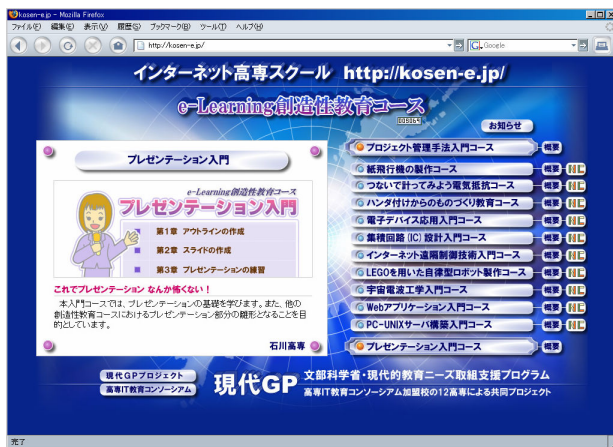 kosen-e.jp - Mozilla Firefox
ファイル(F) 編集(E) 表示(V) 履歴(S) ブックマーク(B) ツール(T) ヘルプ(H)
http://kosen-e.jp/
Google
インターネット高専スクール http://kosen-e.jp/
e-Learning創造性教育コース
お知らせ
プレゼンテーション入門
e-Learning創造性教育コース
プレゼンテーション入門
第1章 アウトラインの作成
第2章 スライドの作成
第3章 プレゼンテーションの練習
これでプレゼンテーション なんか怖くない！
本入門コースでは、プレゼンテーションの基礎を学びます。また、他の
創造性教育コースにおけるプレゼンテーション部分の雛形となることを目
的としています。
石川高専
プロジェクト管理手法入門コース 概要
紙飛行機の製作コース 概要
つないで計ってみよう電気抵抗コース 概要
ハンダ付けからのものづくり教育コース 概要
電子デバイス応用入門コース 概要
集積回路（IC）設計入門コース 概要
インターネット遠隔制御技術入門コース 概要
LEGOを用いた自律型ロボット製作コース 概要
宇宙電波工学入門コース 概要
Webアプリケーション入門コース 概要
PC-UNIXサーバ構築入門コース 概要
プレゼンテーション入門コース 概要
現代GPプロジェクト
高専IT教育コンソーシアム
現代GP
文部科学省・現代的教育ニーズ取組支援プログラム
高専IT教育コンソーシアム加盟校の12高専による共同プロジェクト
完了